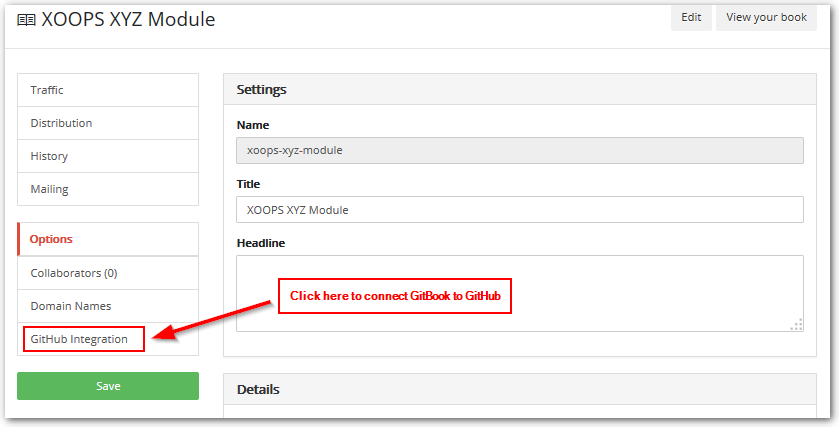 XOOPS XYZ Module
Edit
View your book
Traffic
Distribution
History
Mailing
Options
Collaborators (0)
Domain Names
GitHub Integration
Save
Settings
Name
xoops-xyz-module
Title
XOOPS XYZ Module
Headline
Click here to connect GitBook to GitHub
Details